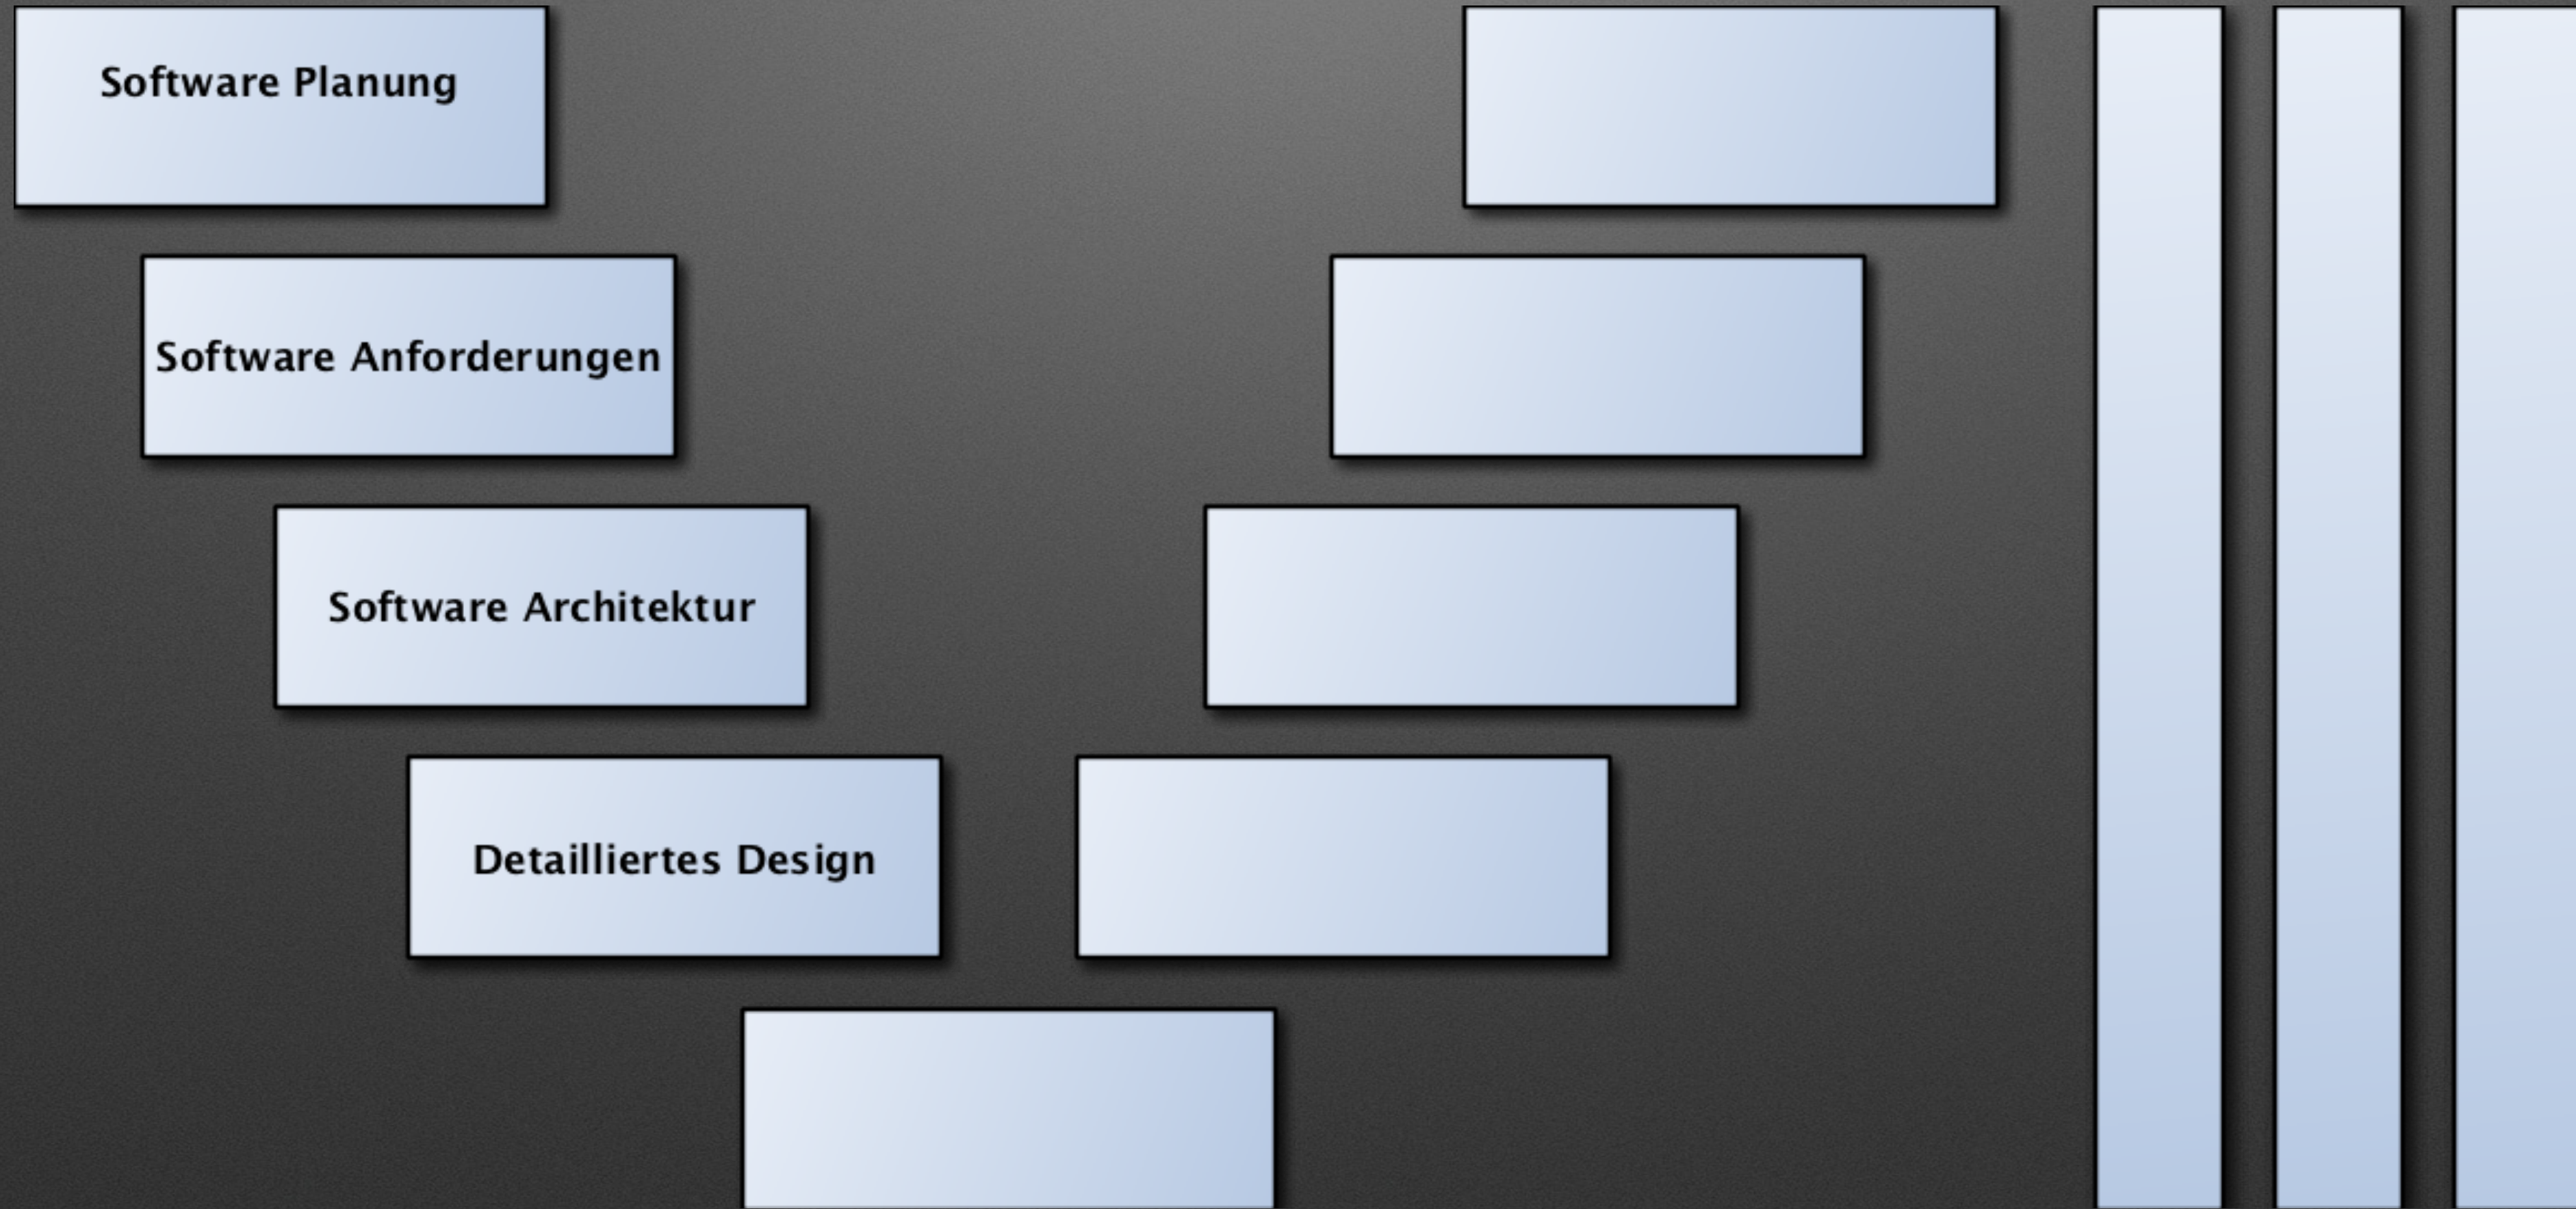 Software Planung
Software Anforderungen
Software Architektur
Detailliertes Design